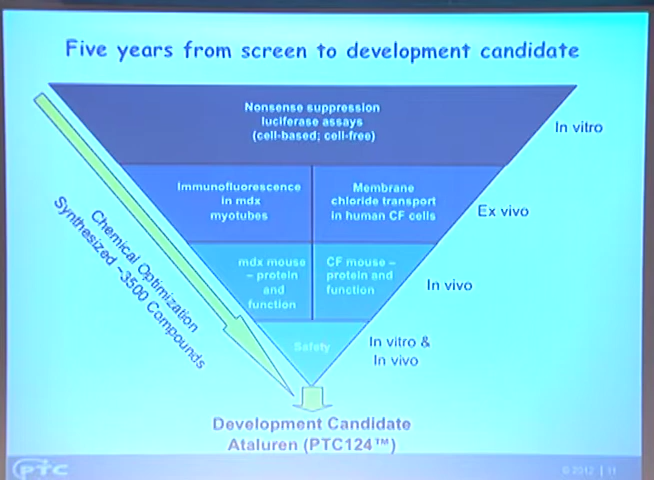 Five years from screen to development candidate
Nonsense suppression
luciferase assays
(cell-based; cell-free)
In vitro
Immunofluorescence
in mdx
myotubes
Membrane
chloride transport
in human CF cells
Ex vivo
mdx mouse
– protein
and
function
CF mouse –
protein and
function
In vivo
Safety
In vitro &
In vivo
Chemical Optimization
Synthesized ~3500 Compounds
Development Candidate
Ataluren (PTC124™)
PTC
© 2012 | 11